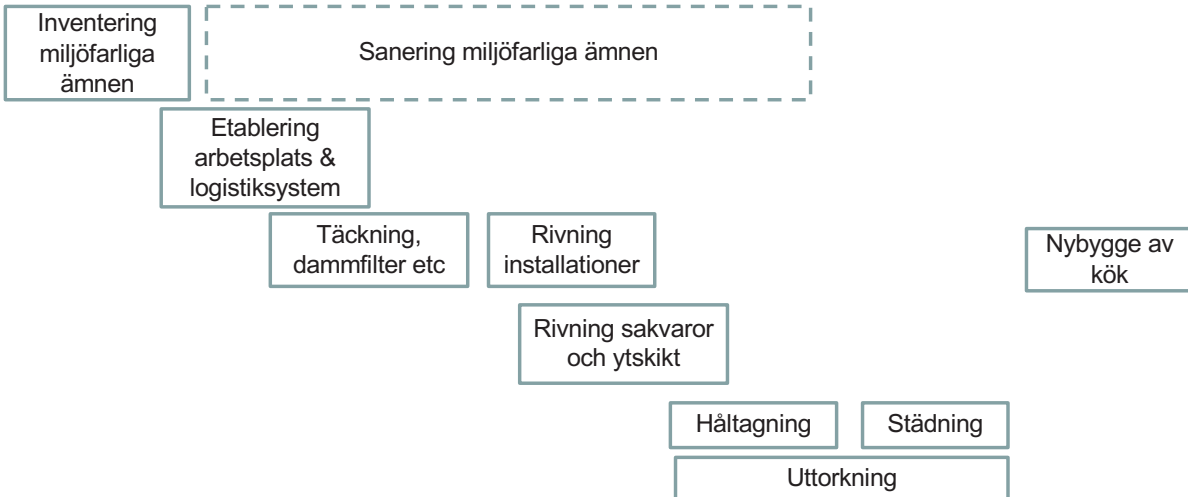 Inventering
miljöfarliga
ämnen
Sanering miljöfarliga ämnen
Etablering
arbetsplats &
logistiksystem
Täckning,
dammfilter etc
Rivning
installationer
Nybygge av
kök
Rivning sakvaror
och ytskikt
Håltagning
Städning
Uttorkning